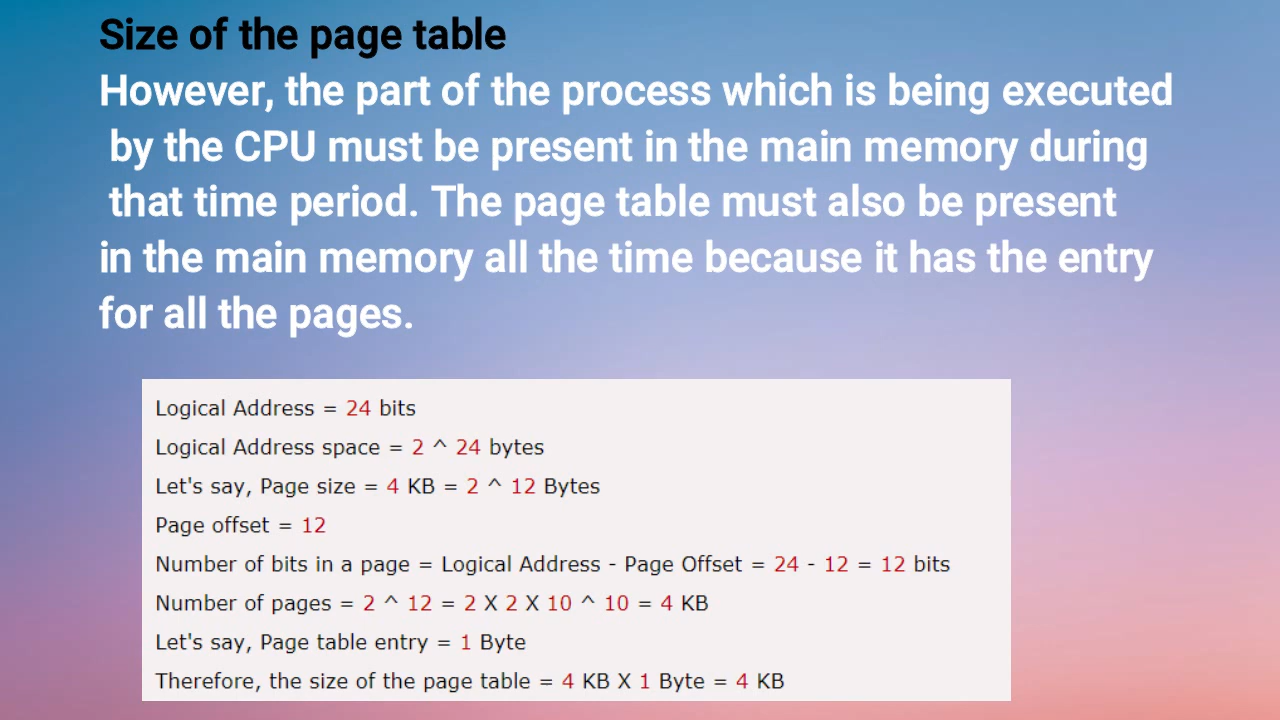 Size of the page table
However, the part of the process which is being executed
by the CPU must be present in the main memory during
that time period. The page table must also be present
in the main memory all the time because it has the entry
for all the pages.
Logical Address = 24 bits
Logical Address space = 2 ^ 24 bytes
Let's say, Page size = 4 KB = 2 ^ 12 Bytes
Page offset = 12
Number of bits in a page = Logical Address - Page Offset = 24 - 12 = 12 bits
Number of pages = 2 ^ 12 = 2 X 2 X 10 ^ 10 = 4 KB
Let's say, Page table entry = 1 Byte
Therefore, the size of the page table = 4 KB X 1 Byte = 4 KB